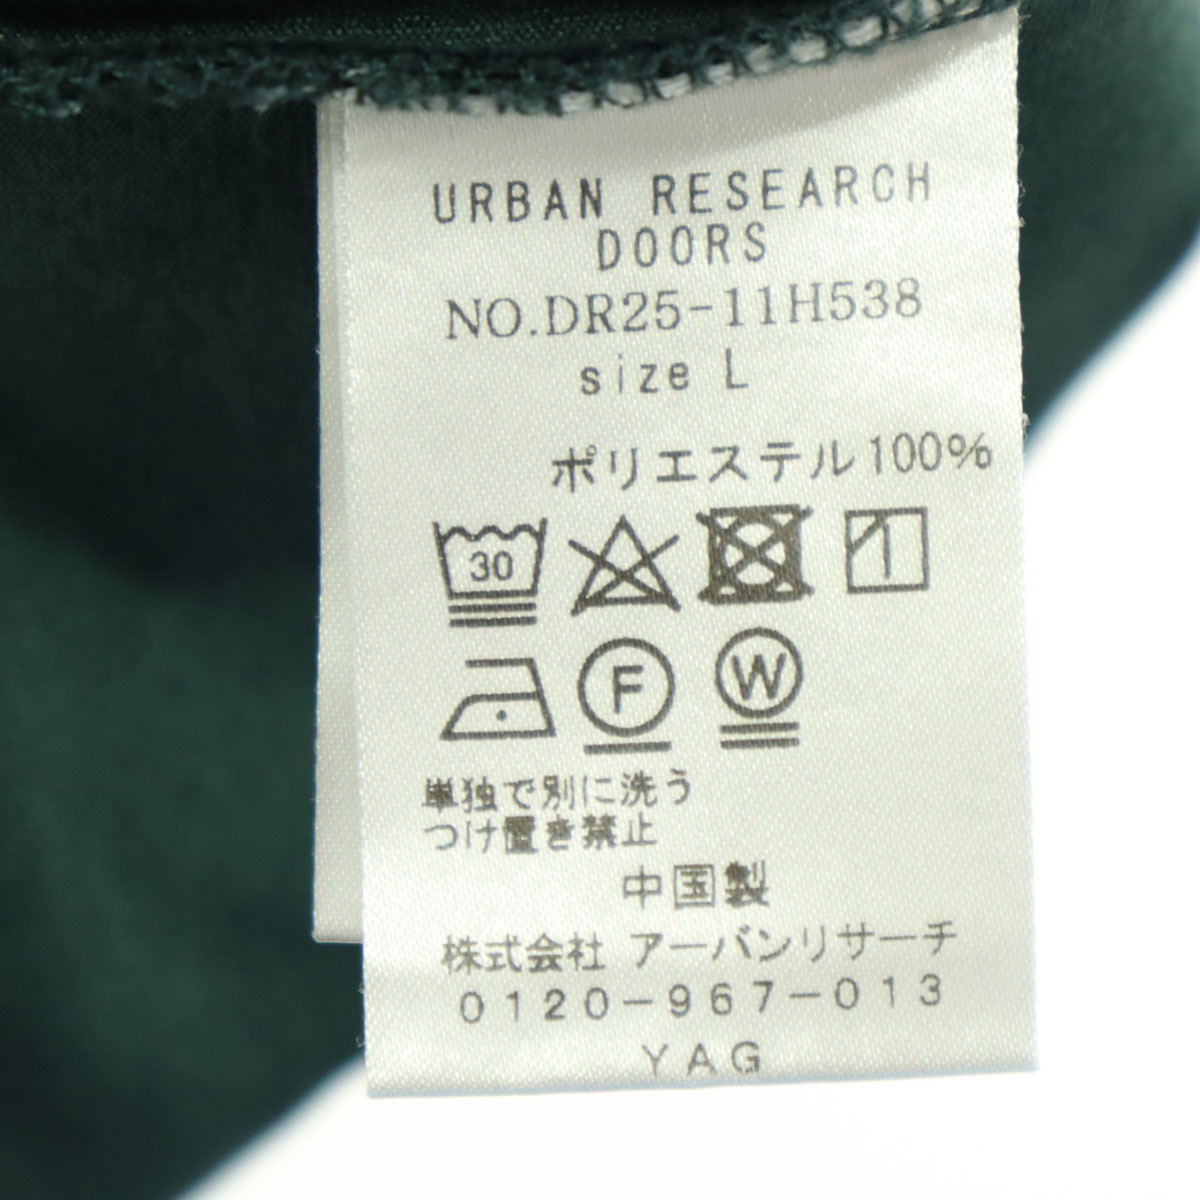 URBAN RESEARCH
DOORS
NO.DR25-11H538
size L
ポリエステル100%
30
F
W
単独で別に洗う
つけ置き禁止
中国製
株式会社 アーバンリサーチ
0120-967-013
YAG